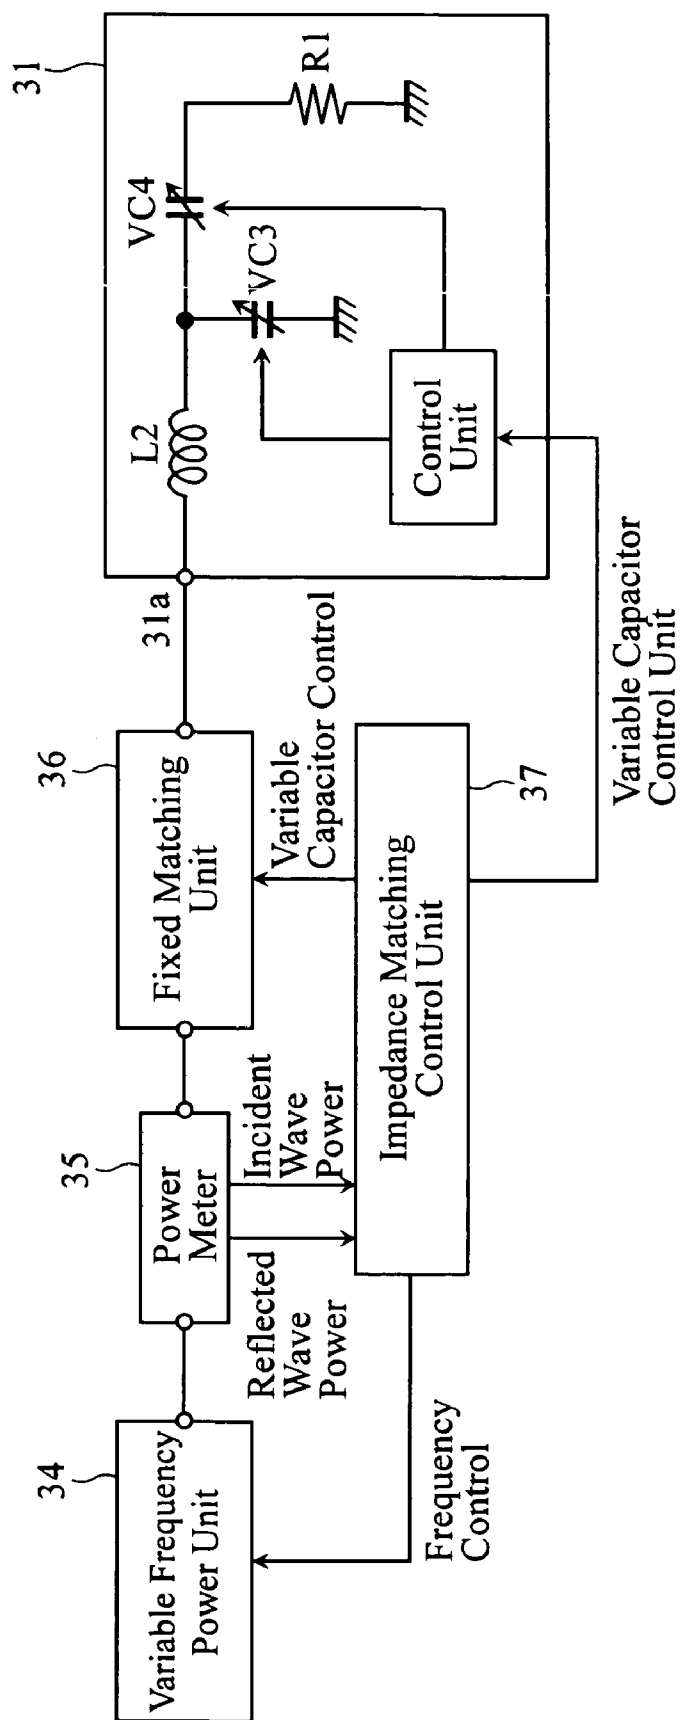 34
Variable Frequency
Power Unit
35
Power
Meter
36
Fixed Matching
Unit
31a
31
L2
VC4
VC3
R1
Control
Unit
Reflected
Wave
Power
Incident
Wave
Power
Variable
Capacitor Control
Impedance Matching
Control Unit
37
Frequency
Control
Variable Capacitor
Control Unit